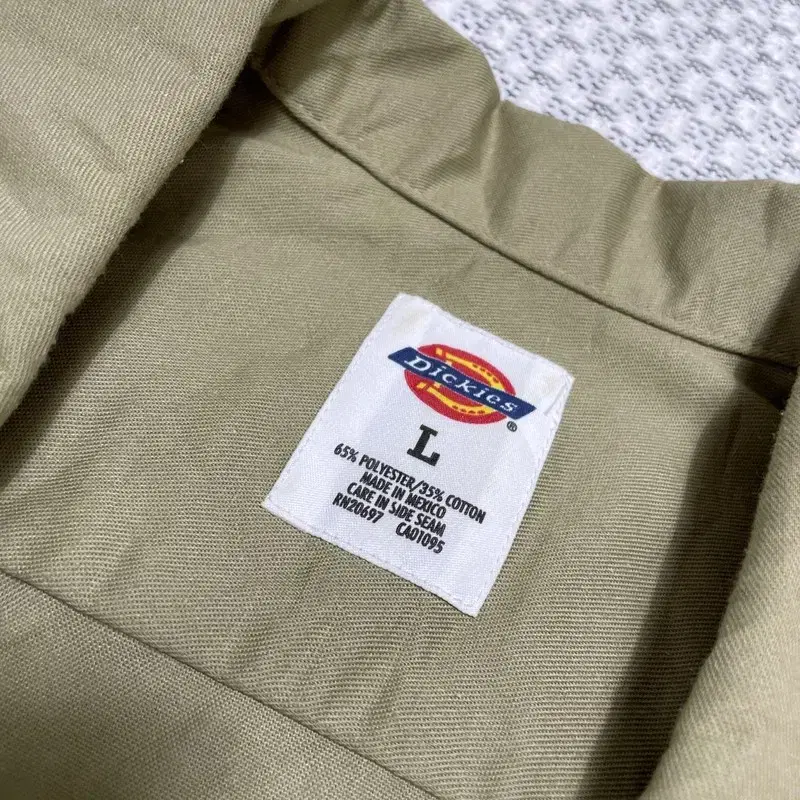 Dickies
®
L
65% POLYESTER/35% COTTON
MADE IN MEXICO
CARE IN SIDE SEAM
RN20697 CA01095